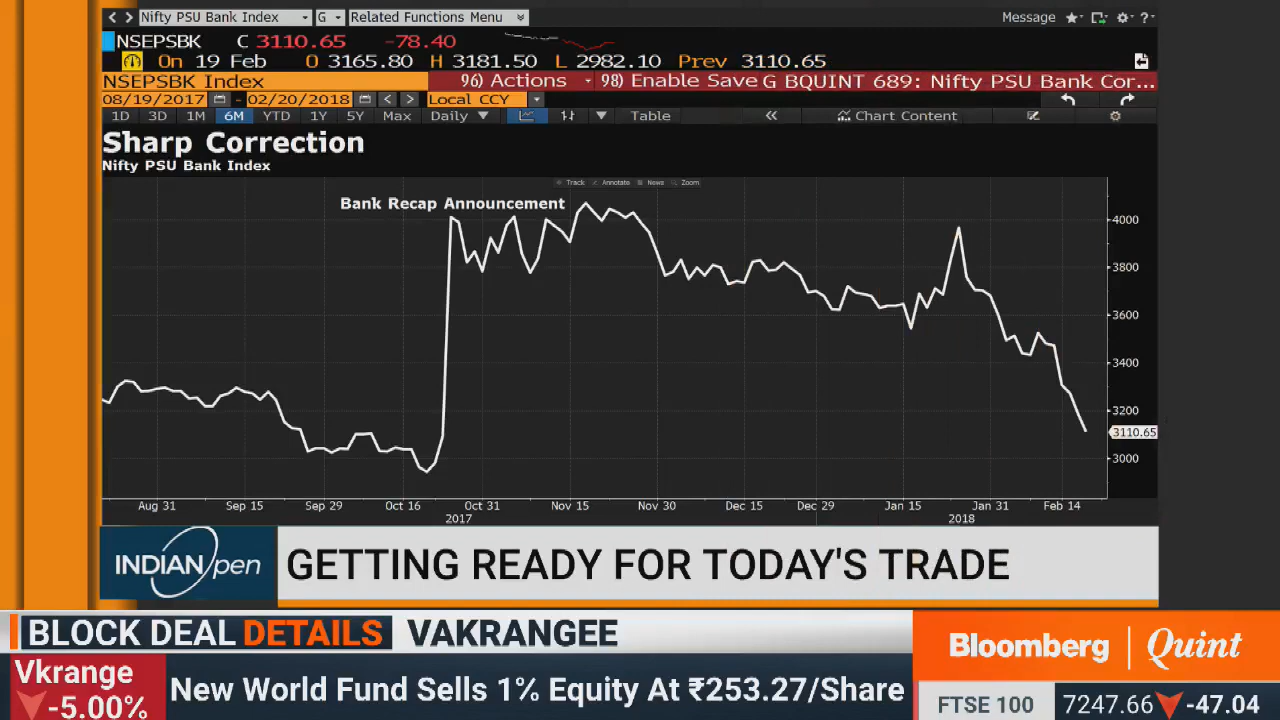 Nifty PSU Bank Index G Related Functions Menu Message
NSEPSBK C 3110.65 -78.40
On 19 Feb O 3165.80 H 3181.50 L 2982.10 Prev 3110.65
NSEPSBK Index 96) Actions 98) Enable Save G BQUINT 689: Nifty PSU Bank Cor...
08/19/2017 - 02/20/2018 Local CCY
1D 3D 1M 6M YTD 1Y 5Y Max Daily Table Chart Content
Sharp Correction
Nifty PSU Bank Index
Track Annotate News Zoom
Bank Recap Announcement
4000
3800
3600
3400
3200
3110.65
3000
Aug 31 Sep 15 Sep 29 Oct 16 Oct 31 Nov 15 Nov 30 Dec 15 Dec 29 Jan 15 Jan 31 Feb 14
2017 2018
INDIAN pen GETTING READY FOR TODAY'S TRADE
BLOCK DEAL DETAILS VAKRANGEE
Bloomberg | Quint
Vkrange
-5.00%
New World Fund Sells 1% Equity At ₹253.27/Share
FTSE 100 7247.66 -47.04